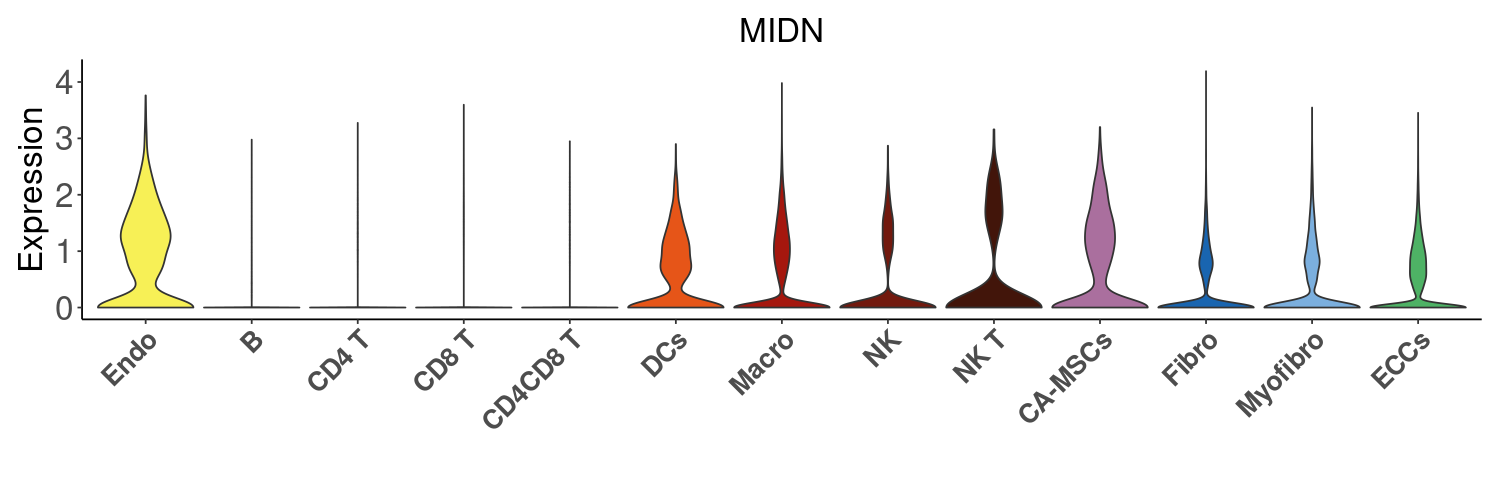 MIDN
Expression
4
3
2
1
0
Endo
B
CD4 T
CD8 T
CD4CD8 T
DCs
Macro
NK
NK T
CA-MSCs
Fibro
Myofibro
ECCs